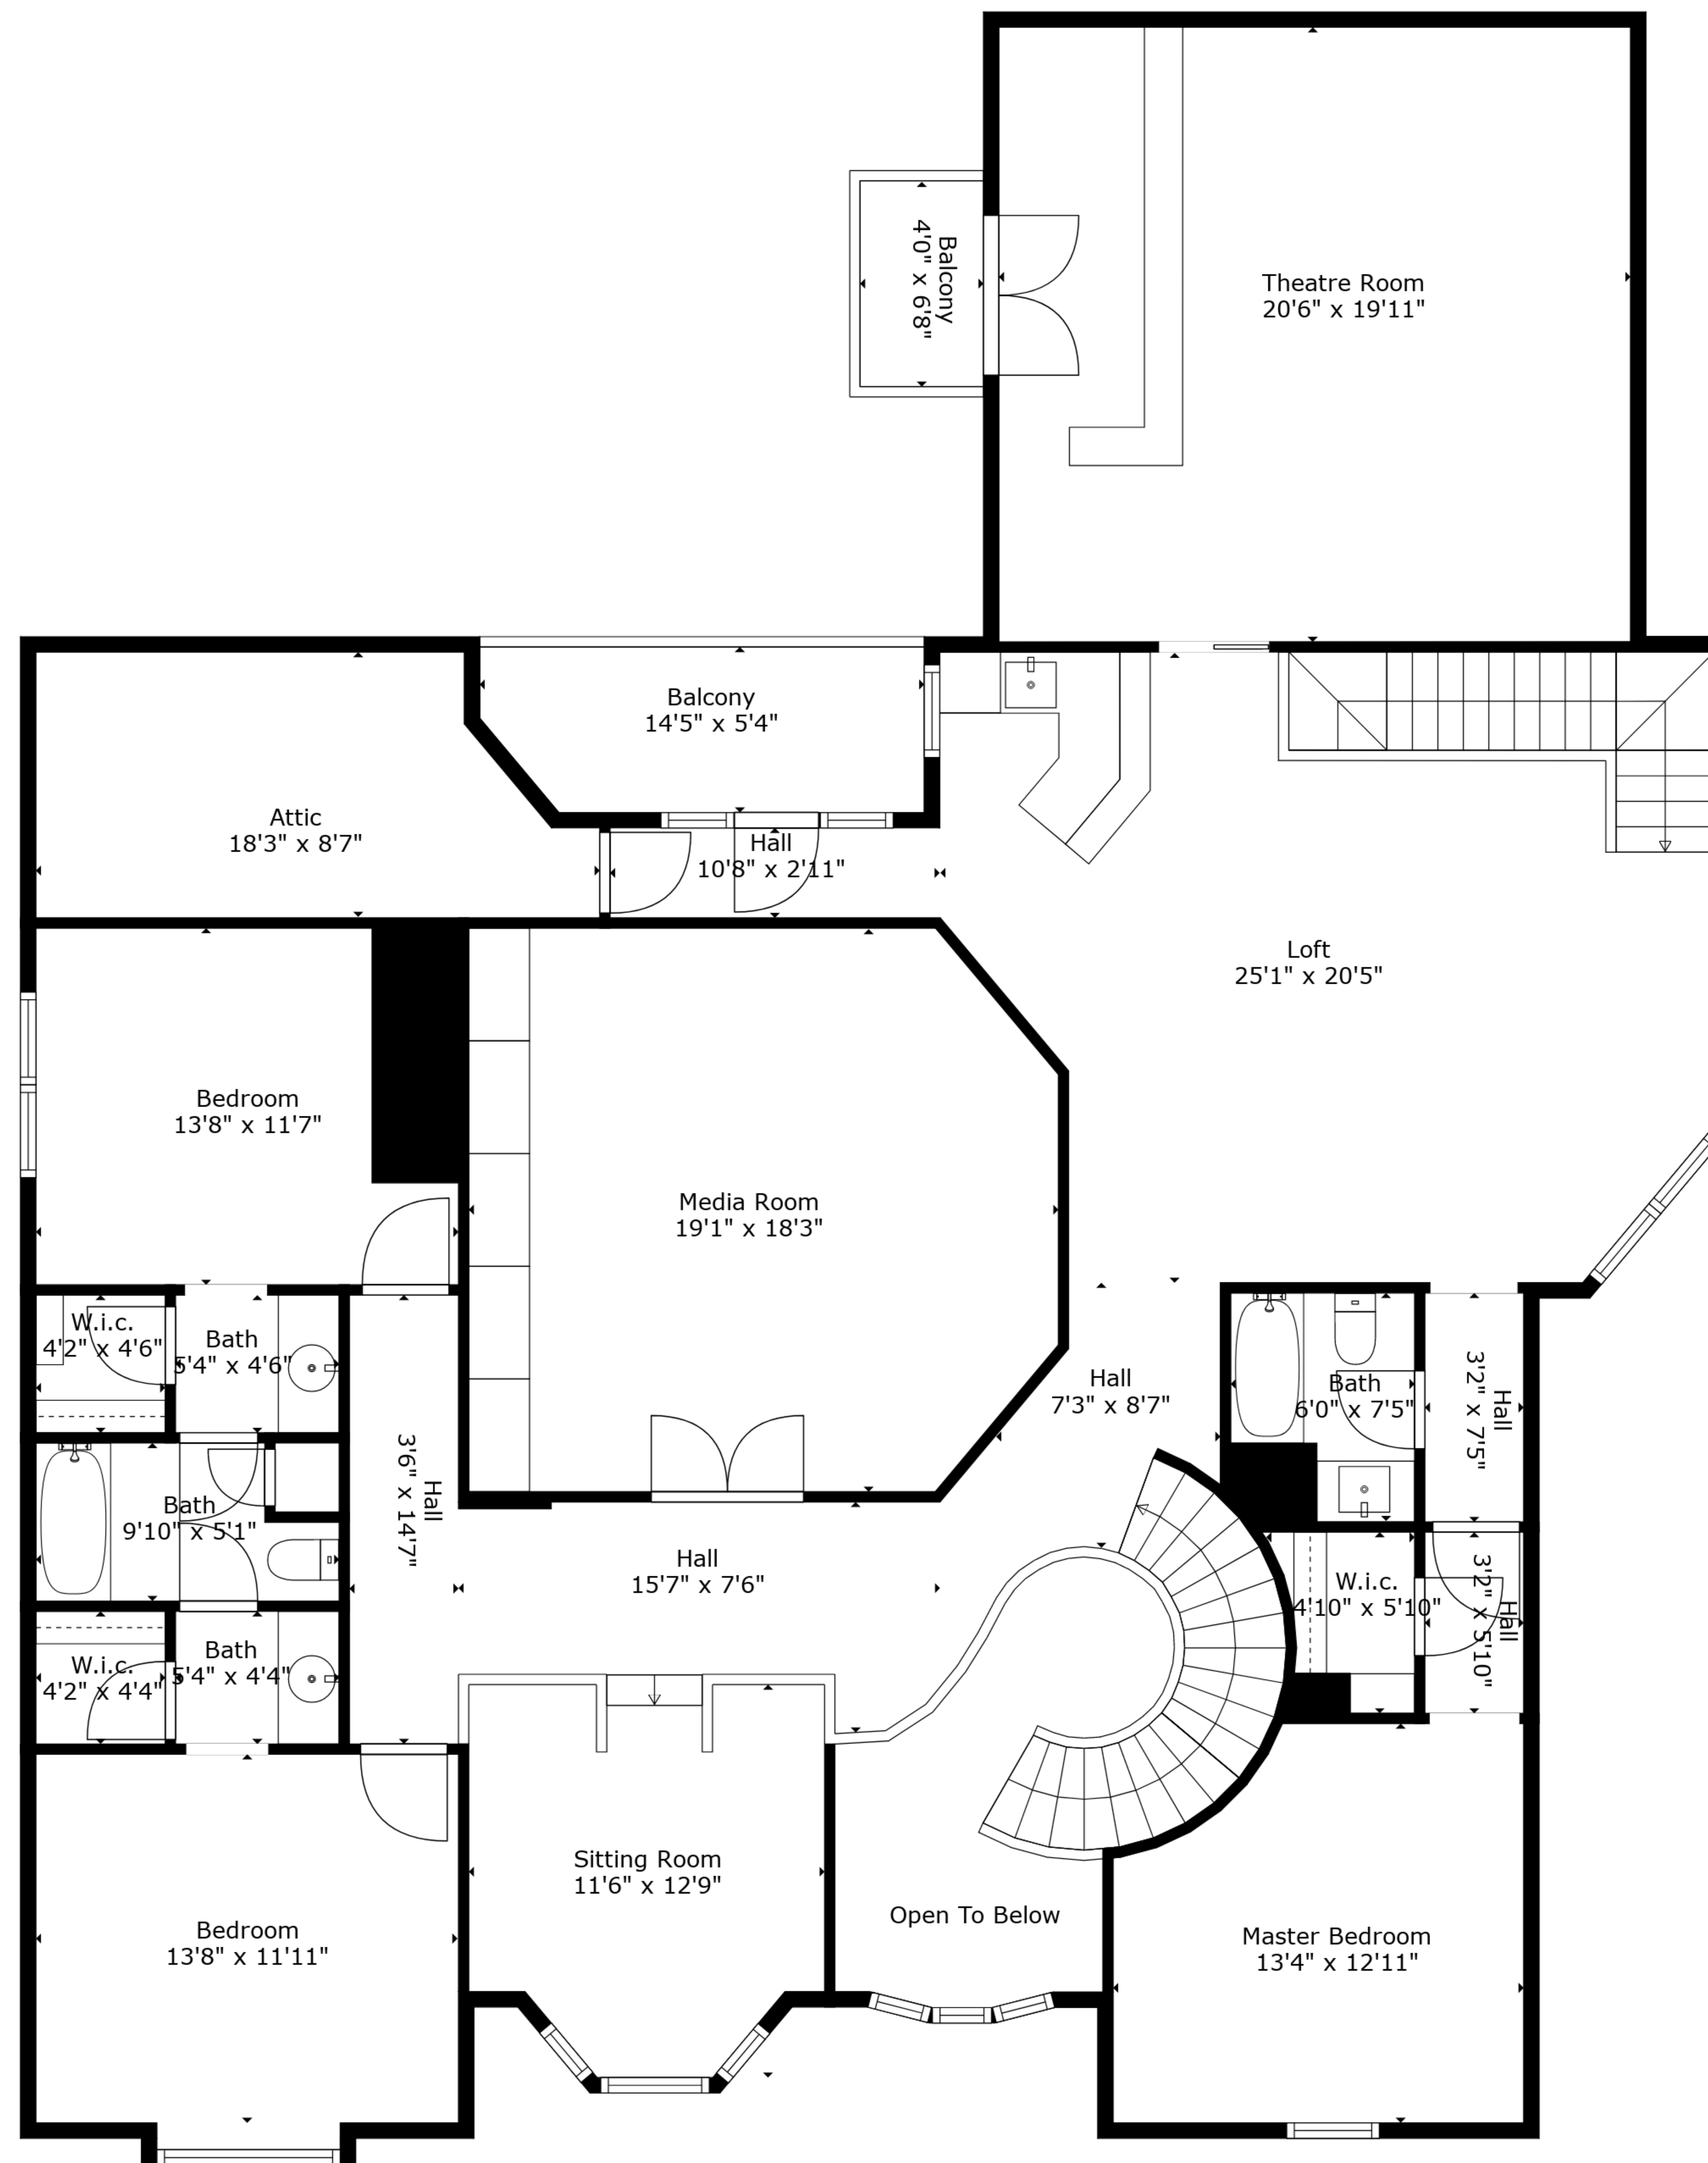 Theatre Room
20'6" x 19'11"
Balcony
4'0" x 6'8"
Balcony
14'5" x 5'4"
Attic
18'3" x 8'7"
Hall
10'8" x 2'11"
Loft
25'1" x 20'5"
Bedroom
13'8" x 11'7"
Media Room
19'1" x 18'3"
W.i.c.
4'2" x 4'6"
Bath
5'4" x 4'6"
Hall
7'3" x 8'7"
Bath
6'0" x 7'5"
Hall
3'2" x 7'5"
Hall
3'6" x 14'7"
Bath
9'10" x 5'1"
Hall
15'7" x 7'6"
W.i.c.
4'10" x 5'10"
Hall
3'2" x 5'10"
W.i.c.
4'2" x 4'4"
Bath
5'4" x 4'4"
Sitting Room
11'6" x 12'9"
Open To Below
Bedroom
13'8" x 11'11"
Master Bedroom
13'4" x 12'11"